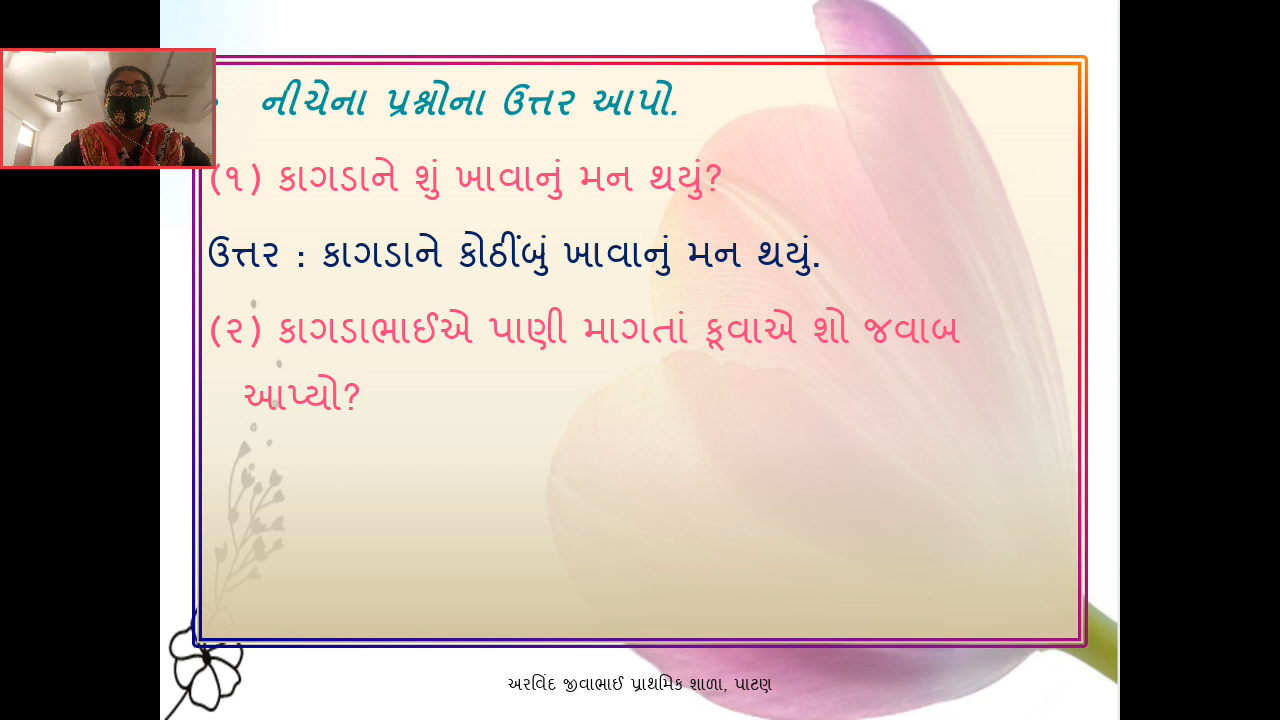 નીચેના પ્રશ્નોના ઉત્તર આપો.
(૧) કાગડાને શું ખાવાનું મન થયું?
ઉત્તર : કાગડાને કોઠીંબું ખાવાનું મન થયું.
(૨) કાગડાભાઈએ પાણી માગતાં કૂવાએ શો જવાબ
આપ્યો?
અરવિંદ જીવાભાઈ પ્રાથમિક શાળા, પાટણ